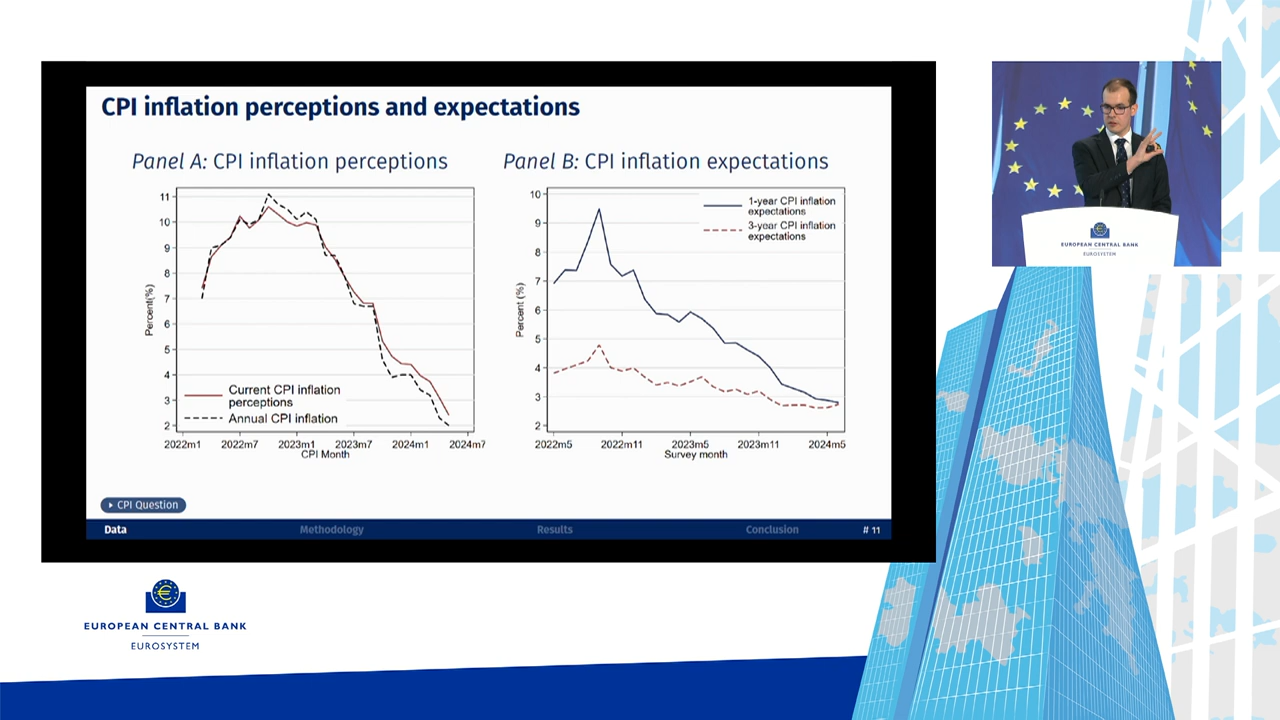 CPI inflation perceptions and expectations
Panel A: CPI inflation perceptions
Panel B: CPI inflation expectations
11
10
9
8
7
6
5
4
3
2
Percent(%)
Current CPI inflation
perceptions
Annual CPI inflation
2022m1
2022m7
2023m1
2023m7
2024m1
2024m7
CPI Month
10
9
8
7
6
5
4
3
2
Percent (%)
1-year CPI inflation
expectations
3-year CPI inflation
expectations
2022m5
2022m11
2023m5
2023m11
2024m5
Survey month
CPI Question
Data
Methodology
Results
Conclusion
# 11
EUROPEAN CENTRAL BANK
EUROSYSTEM
EUROPEAN CENTRAL BANK
EUROSYSTEM